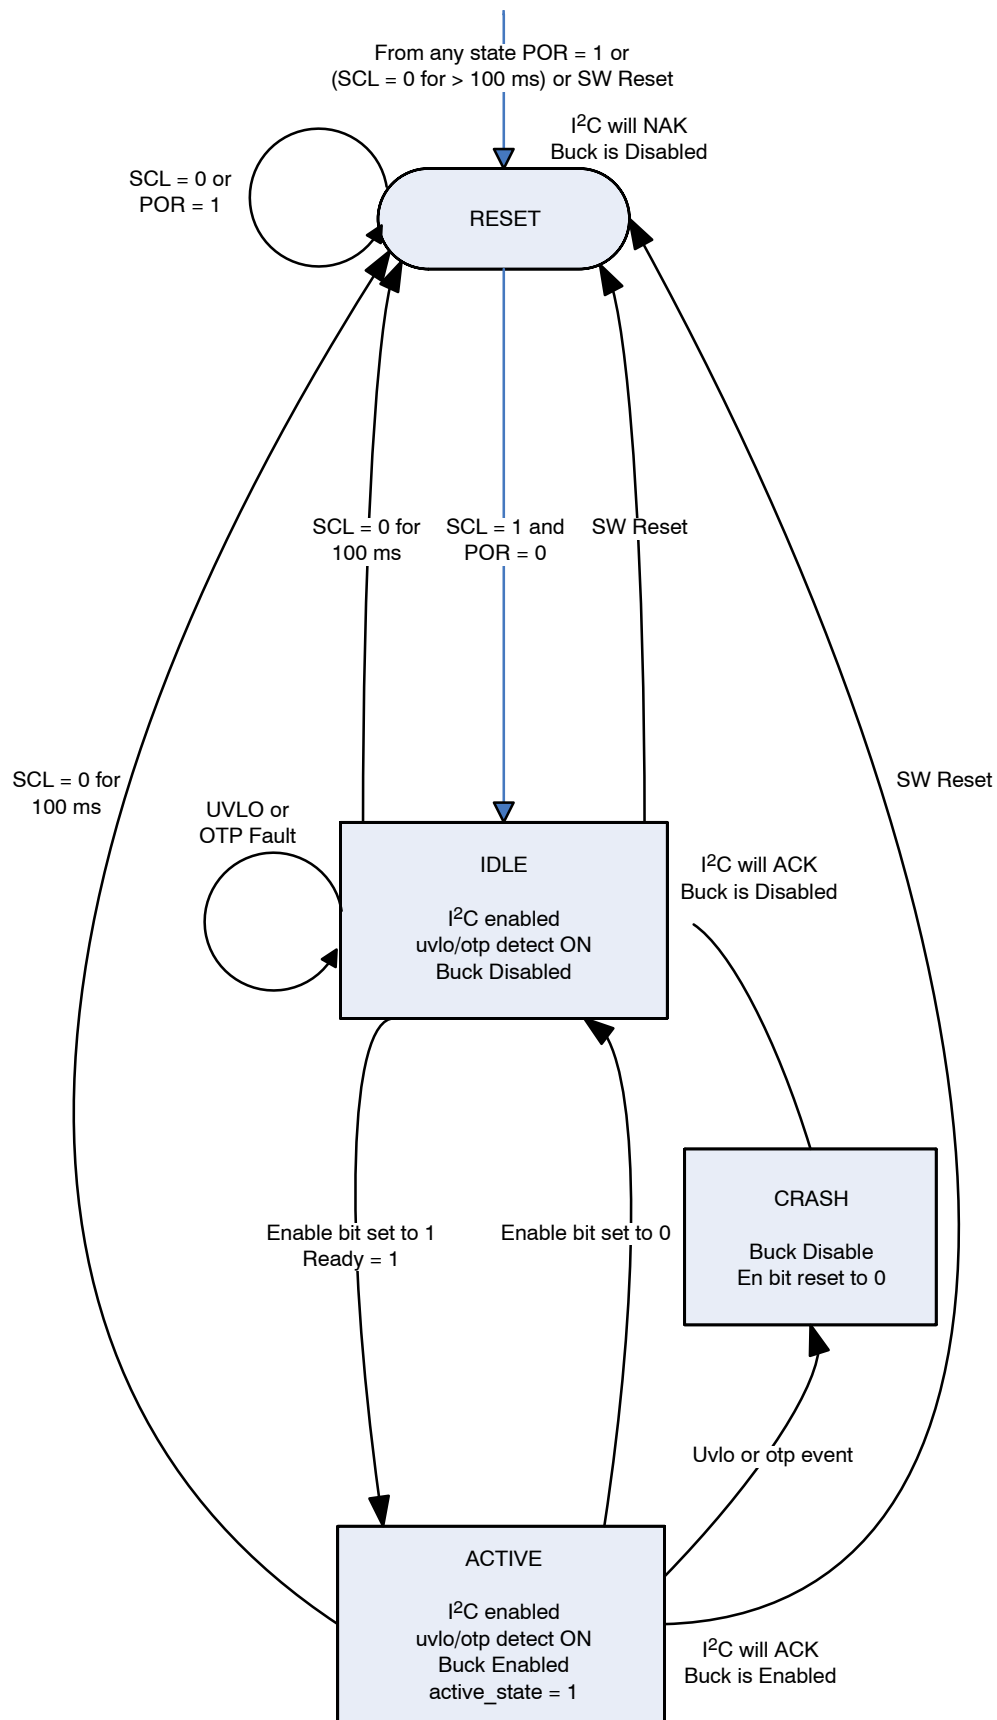 From any state POR = 1 or
(SCL = 0 for > 100 ms) or SW Reset
I²C will NAK
Buck is Disabled
SCL = 0 or
POR = 1
RESET
SCL = 0 for
100 ms
SCL = 1 and
POR = 0
SW Reset
SCL = 0 for
100 ms
SW Reset
UVLO or
OTP Fault
IDLE
I²C enabled
uvlo/otp detect ON
Buck Disabled
I²C will ACK
Buck is Disabled
Enable bit set to 1
Ready = 1
Enable bit set to 0
CRASH
Buck Disable
En bit reset to 0
Uvlo or otp event
ACTIVE
I²C enabled
uvlo/otp detect ON
Buck Enabled
active_state = 1
I²C will ACK
Buck is Enabled